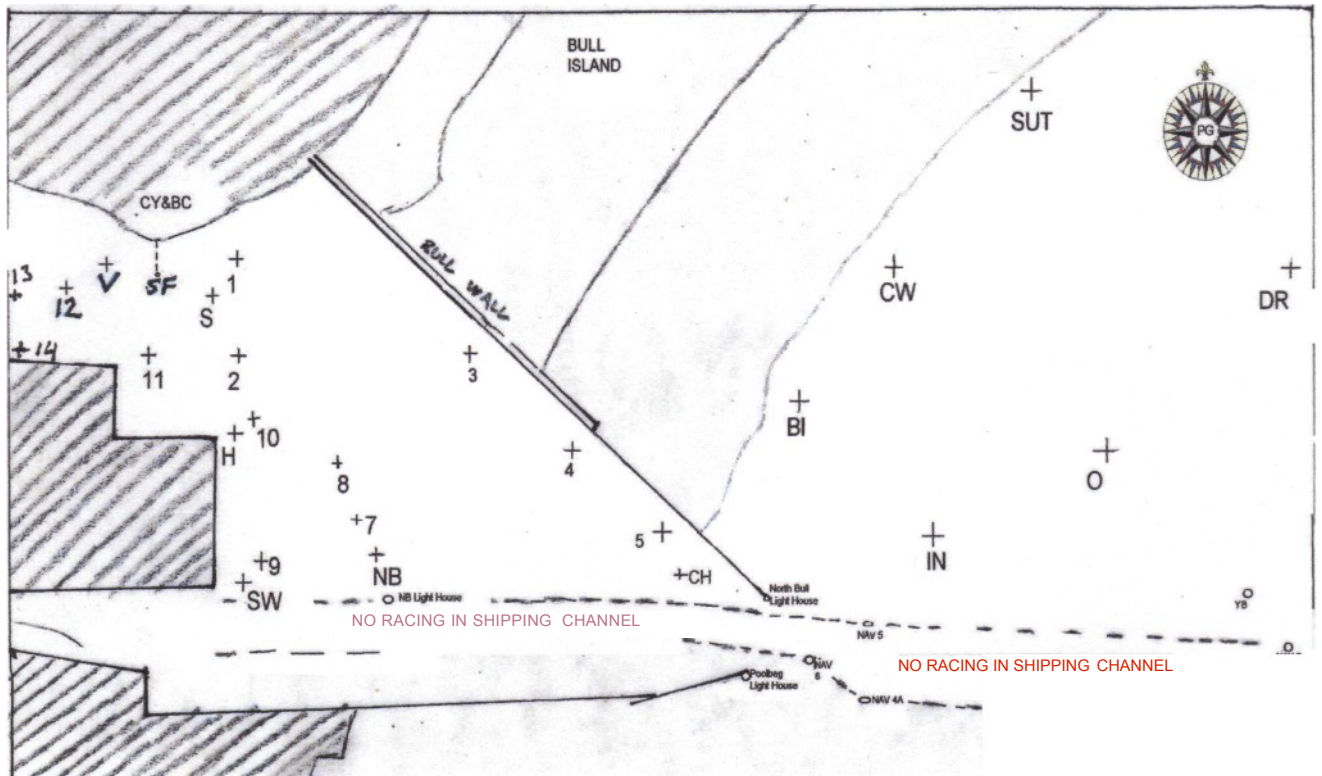 BULL
ISLAND
SUT
PG
CY&BC
BULL WALL
13
12
V
SF
1
S
CW
DR
14
11
2
3
10
H
BI
4
8
O
7
5
IN
9
NB
CH
SW
NB Light House
North Bull
Light House
YB
NO RACING IN SHIPPING CHANNEL
NAV 5
NAV
6
NO RACING IN SHIPPING CHANNEL
Poolbeg
Light House
NAV 4A